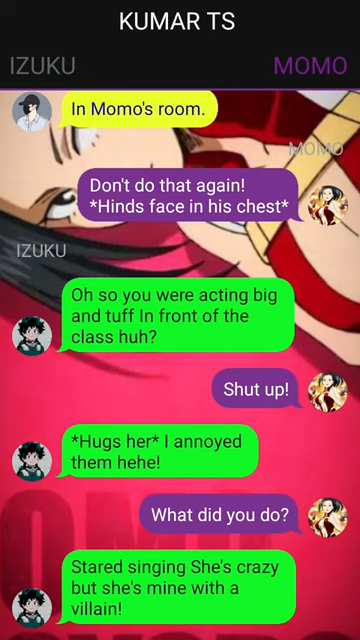 KUMAR TS
IZUKU
MOMO
In Momo's room.
MOMO
Don't do that again!
*Hinds face in his chest*
IZUKU
Oh so you were acting big
and tuff In front of the
class huh?
Shut up!
*Hugs her* I annoyed
them hehe!
What did you do?
Stared singing She's crazy
but she's mine with a
villain!